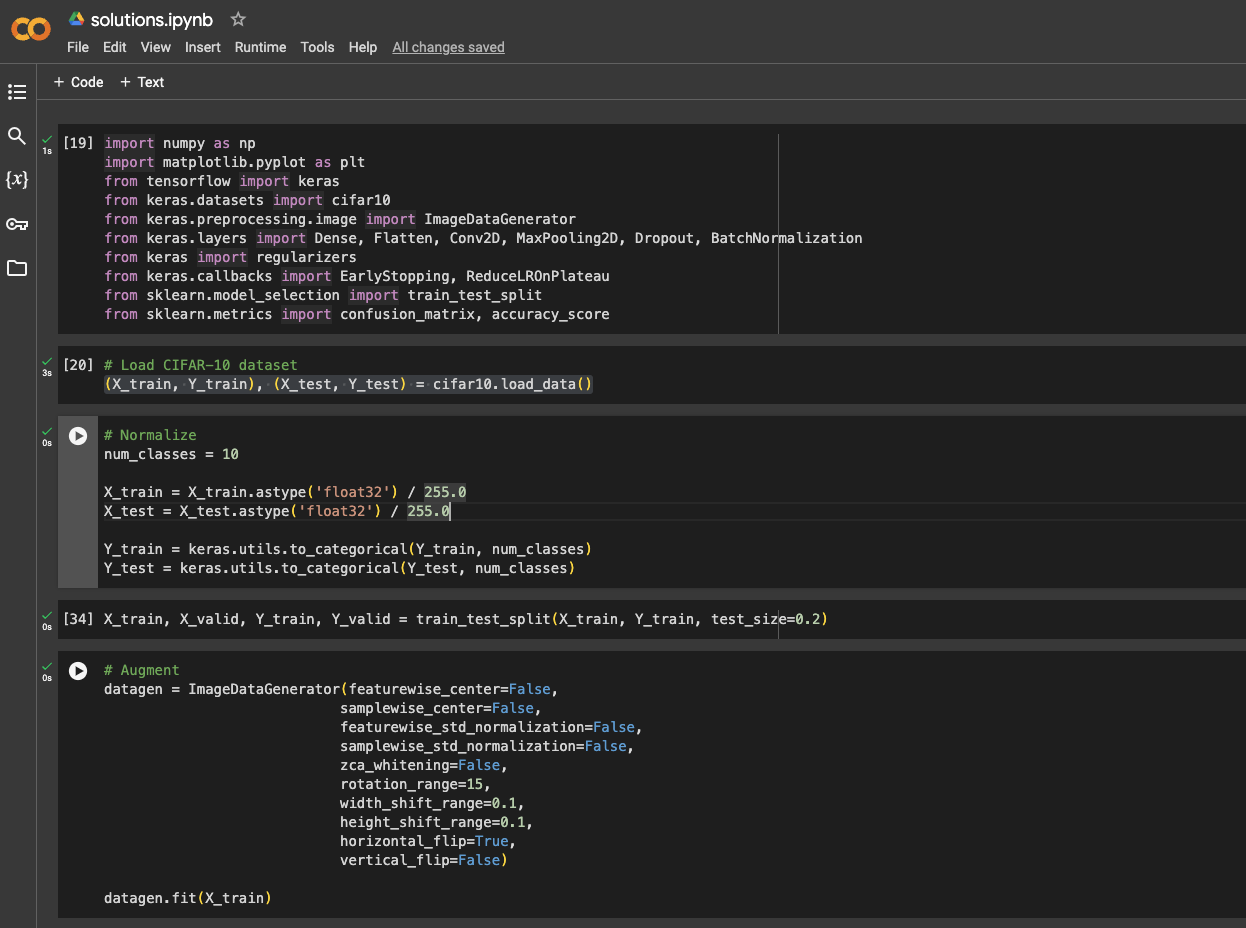 solutions.ipynb
File Edit View Insert Runtime Tools Help All changes saved
+ Code + Text
1s
[19] import numpy as np
import matplotlib.pyplot as plt
from tensorflow import keras
from keras.datasets import cifar10
from keras.preprocessing.image import ImageDataGenerator
from keras.layers import Dense, Flatten, Conv2D, MaxPooling2D, Dropout, BatchNormalization
from keras import regularizers
from keras.callbacks import EarlyStopping, ReduceLROnPlateau
from sklearn.model_selection import train_test_split
from sklearn.metrics import confusion_matrix, accuracy_score
3s
[20] # Load CIFAR-10 dataset
(X_train, Y_train), (X_test, Y_test) = cifar10.load_data()
0s
# Normalize
num_classes = 10
X_train = X_train.astype('float32') / 255.0
X_test = X_test.astype('float32') / 255.0
Y_train = keras.utils.to_categorical(Y_train, num_classes)
Y_test = keras.utils.to_categorical(Y_test, num_classes)
0s
[34] X_train, X_valid, Y_train, Y_valid = train_test_split(X_train, Y_train, test_size=0.2)
0s
# Augment
datagen = ImageDataGenerator(featurewise_center=False,
samplewise_center=False,
featurewise_std_normalization=False,
samplewise_std_normalization=False,
zca_whitening=False,
rotation_range=15,
width_shift_range=0.1,
height_shift_range=0.1,
horizontal_flip=True,
vertical_flip=False)
datagen.fit(X_train)